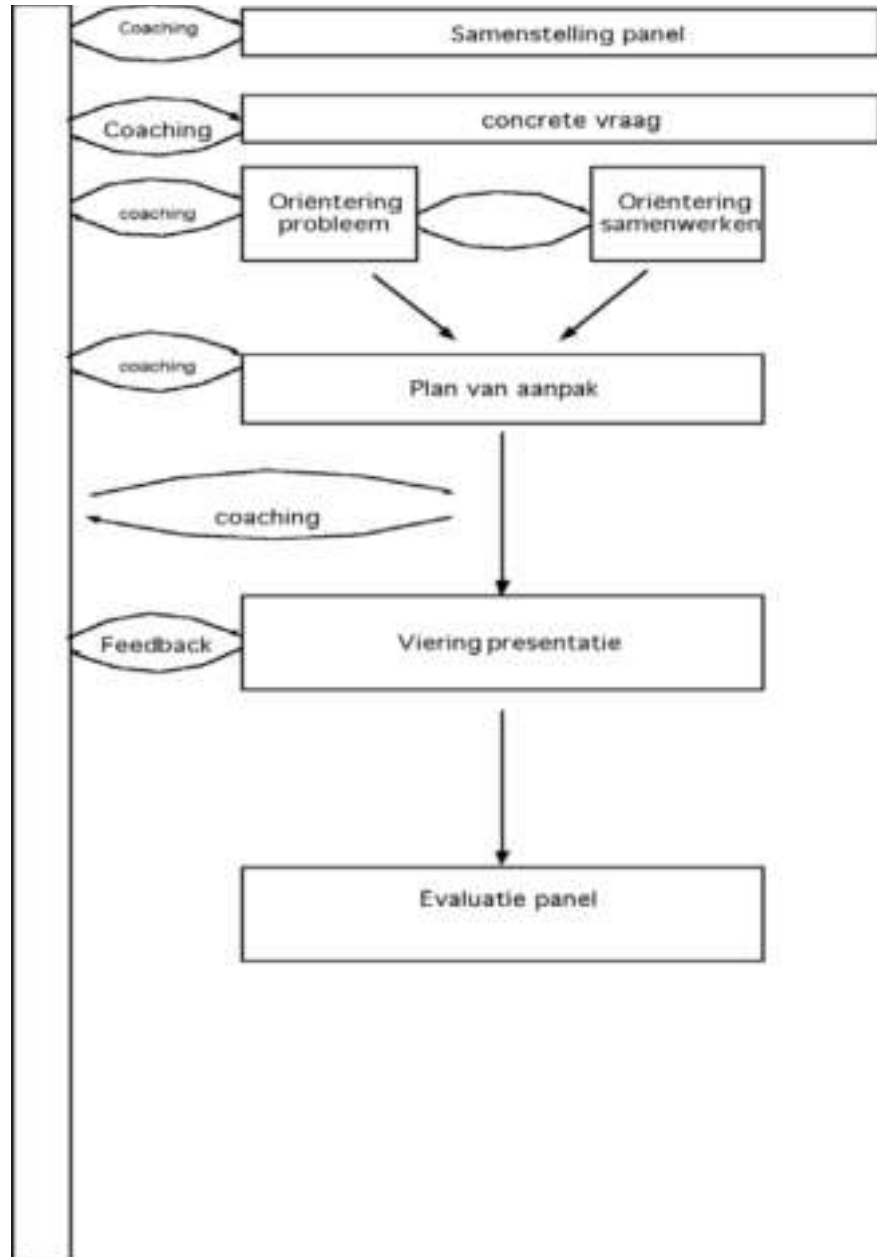 Coaching
Samenstelling panel
Coaching
concrete vraag
coaching
Oriëntering
probleem
Oriëntering
samenwerken
coaching
Plan van aanpak
coaching
Feedback
Viering presentatie
Evaluatie panel